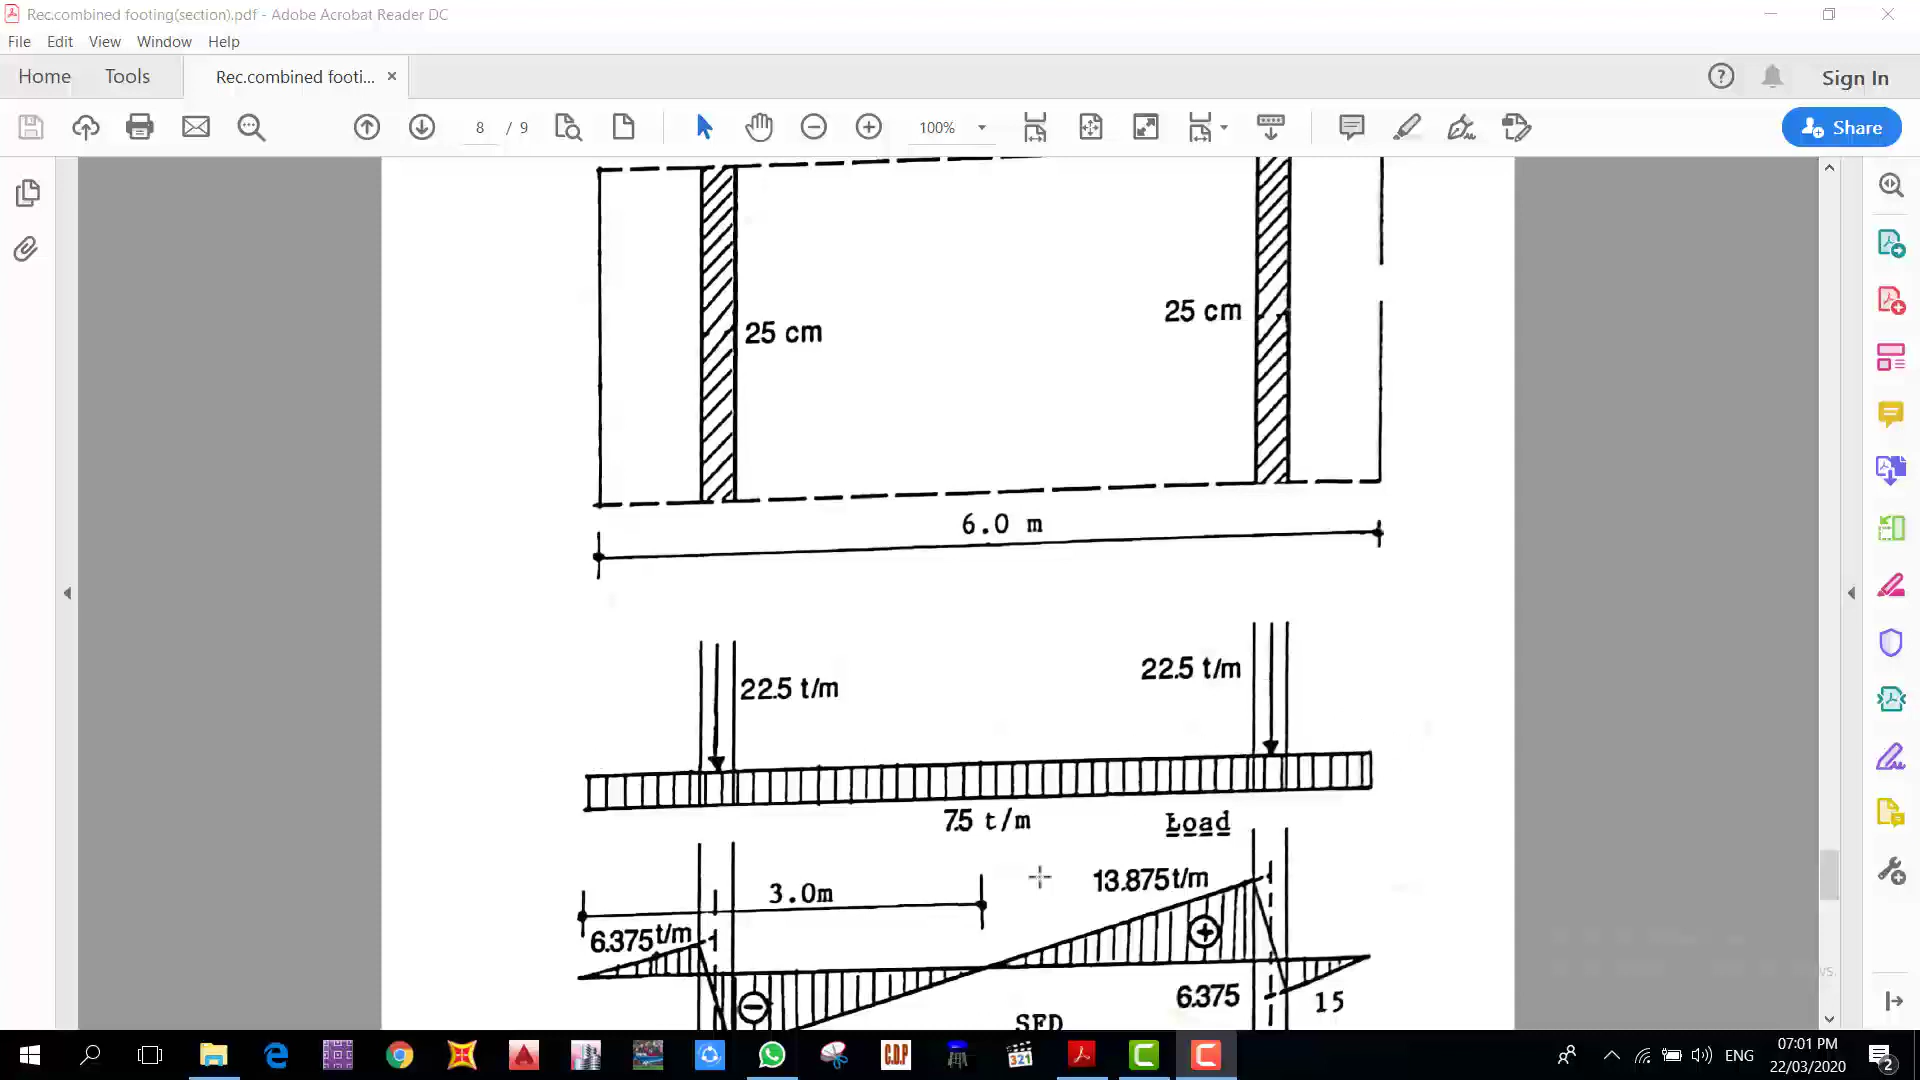 Rec.combined footing(section).pdf - Adobe Acrobat Reader DC
File Edit View Window Help
Home Tools Rec.combined footi... × Sign In
8 / 9 100% Share
25 cm 25 cm
6.0 m
22.5 t/m 22.5 t/m
7.5 t/m Load
3.0m 13.875t/m
6.375t/m
6.375 15
SFD
C.D.P 321 ENG 07:01 PM
22/03/2020 2